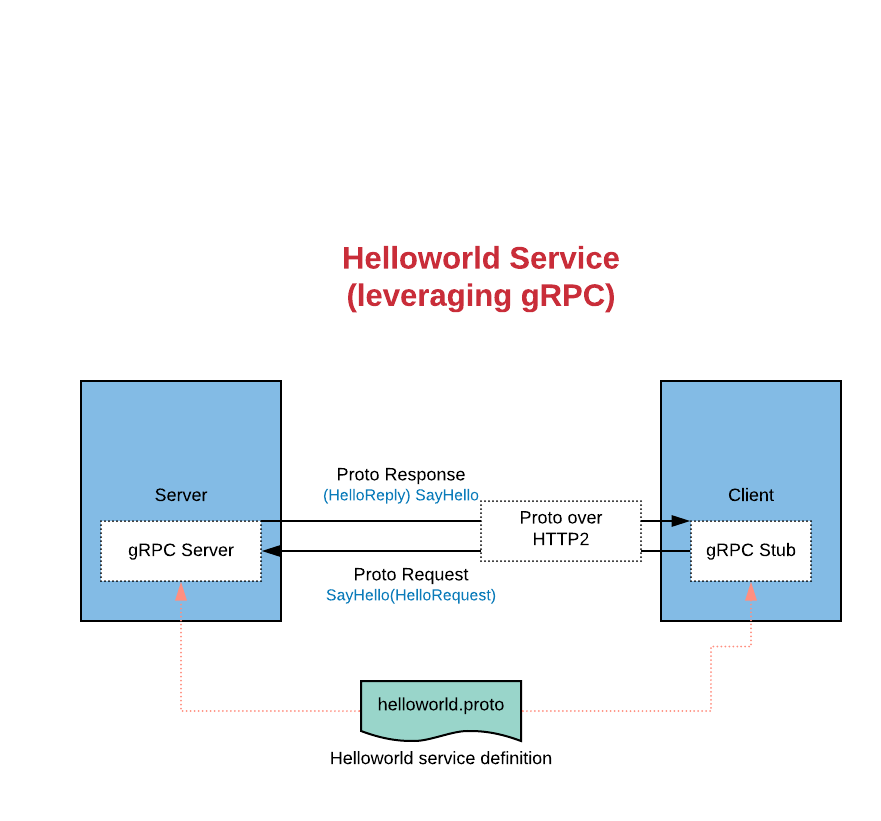 Helloworld Service
(leveraging gRPC)
Proto Response
(HelloReply) SayHello
Server
Client
Proto over
HTTP2
gRPC Server
gRPC Stub
Proto Request
SayHello(HelloRequest)
helloworld.proto
Helloworld service definition